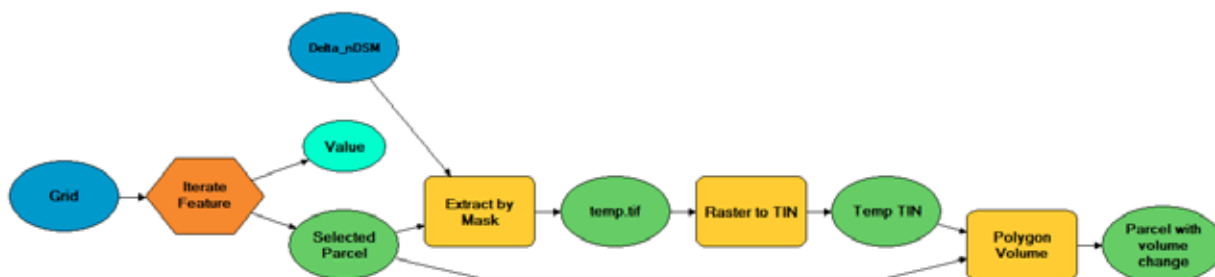 Delta_nDSM
Value
Grid
Iterate
Feature
Selected
Parcel
Extract by
Mask
temp.tif
Raster to TIN
Temp TIN
Polygon
Volume
Parcel with
volume
change